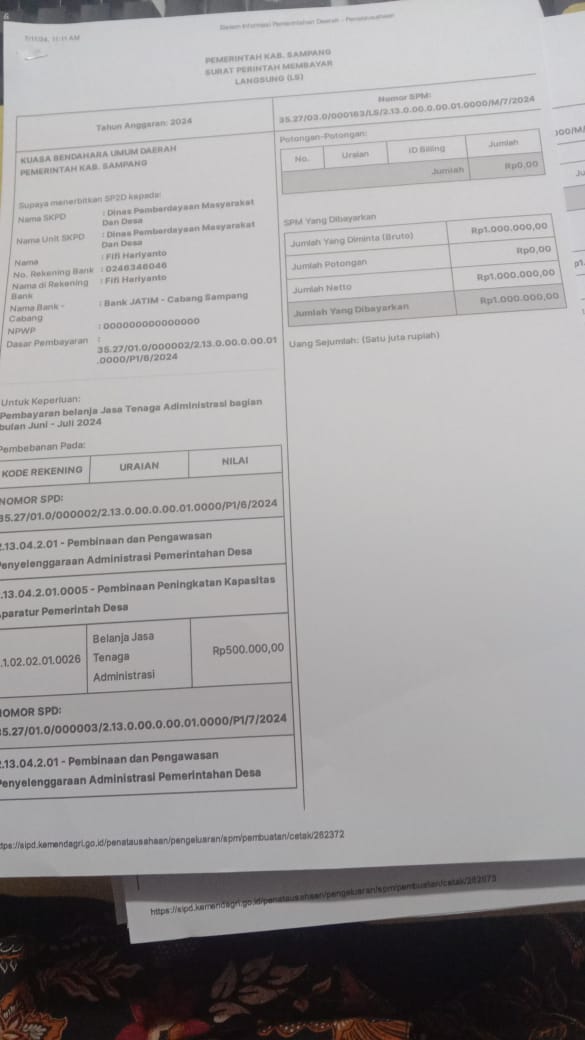 7/11/24, 11:11 AM
Sistem Informasi Pemerintahan Daerah - Penatausahaan
PEMERINTAH KAB. SAMPANG
SURAT PERINTAH MEMBAYAR
LANGSUNG (LS)
Tahun Anggaran: 2024
Nomor SPM:
35.27/03.0/000163/LS/2.13.0.00.0.00.01.0000/M/7/2024
KUASA BENDAHARA UMUM DAERAH
PEMERINTAH KAB. SAMPANG
Supaya menerbitkan SP2D kepada:
Nama SKPD : Dinas Pemberdayaan Masyarakat
Dan Desa
Nama Unit SKPD : Dinas Pemberdayaan Masyarakat
Dan Desa
Nama : Fifi Hariyanto
No. Rekening Bank : 0246346046
Nama di Rekening : Fifi Hariyanto
Bank
Nama Bank - : Bank JATIM - Cabang Sampang
Cabang
NPWP : 000000000000000
Dasar Pembayaran :
35.27/01.0/000002/2.13.0.00.0.00.01
.0000/P1/6/2024
Potongan-Potongan:
No. Uraian ID Billing Jumlah
Jumlah Rp0,00
SPM Yang Dibayarkan
Jumlah Yang Diminta (Bruto) Rp1.000.000,00
Jumlah Potongan Rp0,00
Jumlah Netto Rp1.000.000,00
Jumlah Yang Dibayarkan Rp1.000.000,00
Uang Sejumlah: (Satu juta rupiah)
Untuk Keperluan:
Pembayaran belanja Jasa Tenaga Adiministrasi bagian
bulan Juni - Juli 2024
Pembebanan Pada:
KODE REKENING URAIAN NILAI
NOMOR SPD:
35.27/01.0/000002/2.13.0.00.0.00.01.0000/P1/6/2024
.13.04.2.01 - Pembinaan dan Pengawasan
Penyelenggaraan Administrasi Pemerintahan Desa
.13.04.2.01.0005 - Pembinaan Peningkatan Kapasitas
paratur Pemerintah Desa
.1.02.02.01.0026 Belanja Jasa
Tenaga
Administrasi Rp500.000,00
NOMOR SPD:
35.27/01.0/000003/2.13.0.00.0.00.01.0000/P1/7/2024
.13.04.2.01 - Pembinaan dan Pengawasan
Penyelenggaraan Administrasi Pemerintahan Desa
tps://sipd.kemendagri.go.id/penatausahaan/pengeluaran/spm/pembuatan/cetak/262372
https://sipd.kemendagri.go.id/penatausahaan/pengeluaran/spm/pembuatan/cetak/262675